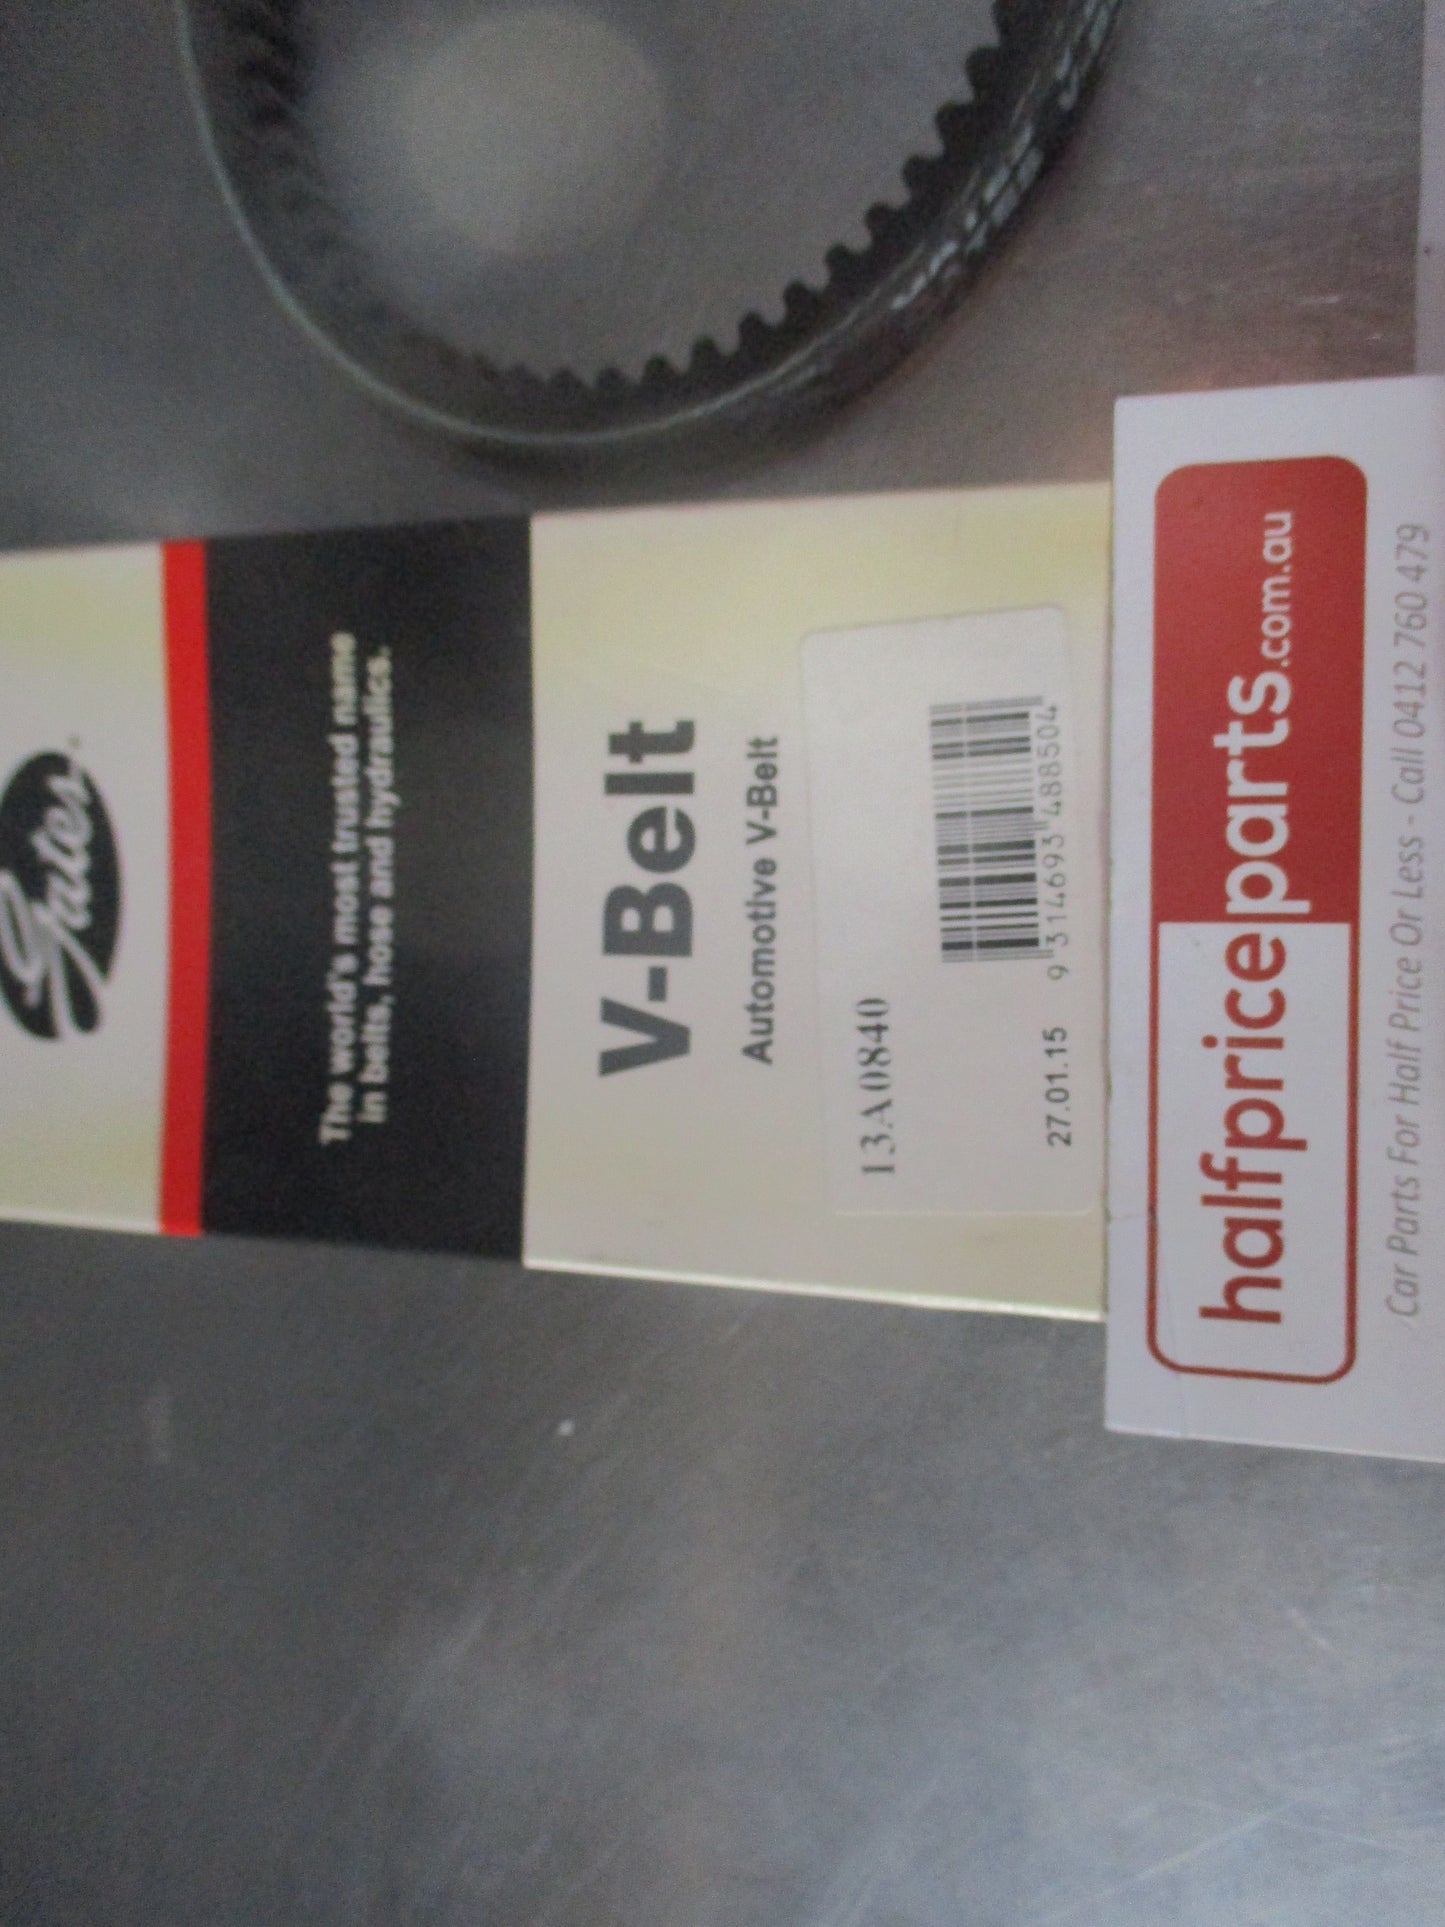 Gates
The world's most trusted name
in belts, hose and hydraulics.
V-Belt
Automotive V-Belt
13A0840
27.01.15
9 314693 488504
halfpriceparts.com.au
Car Parts For Half Price Or Less - Call 0412 760 479